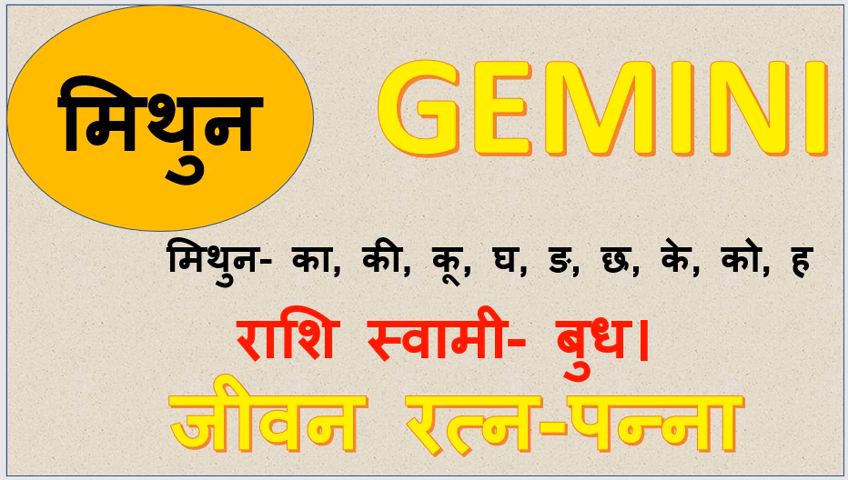 मिथुन
GEMINI
मिथुन- का, की, कू, घ, ङ, छ, के, को, ह
राशि स्वामी- बुध।
जीवन रत्न-पन्ना